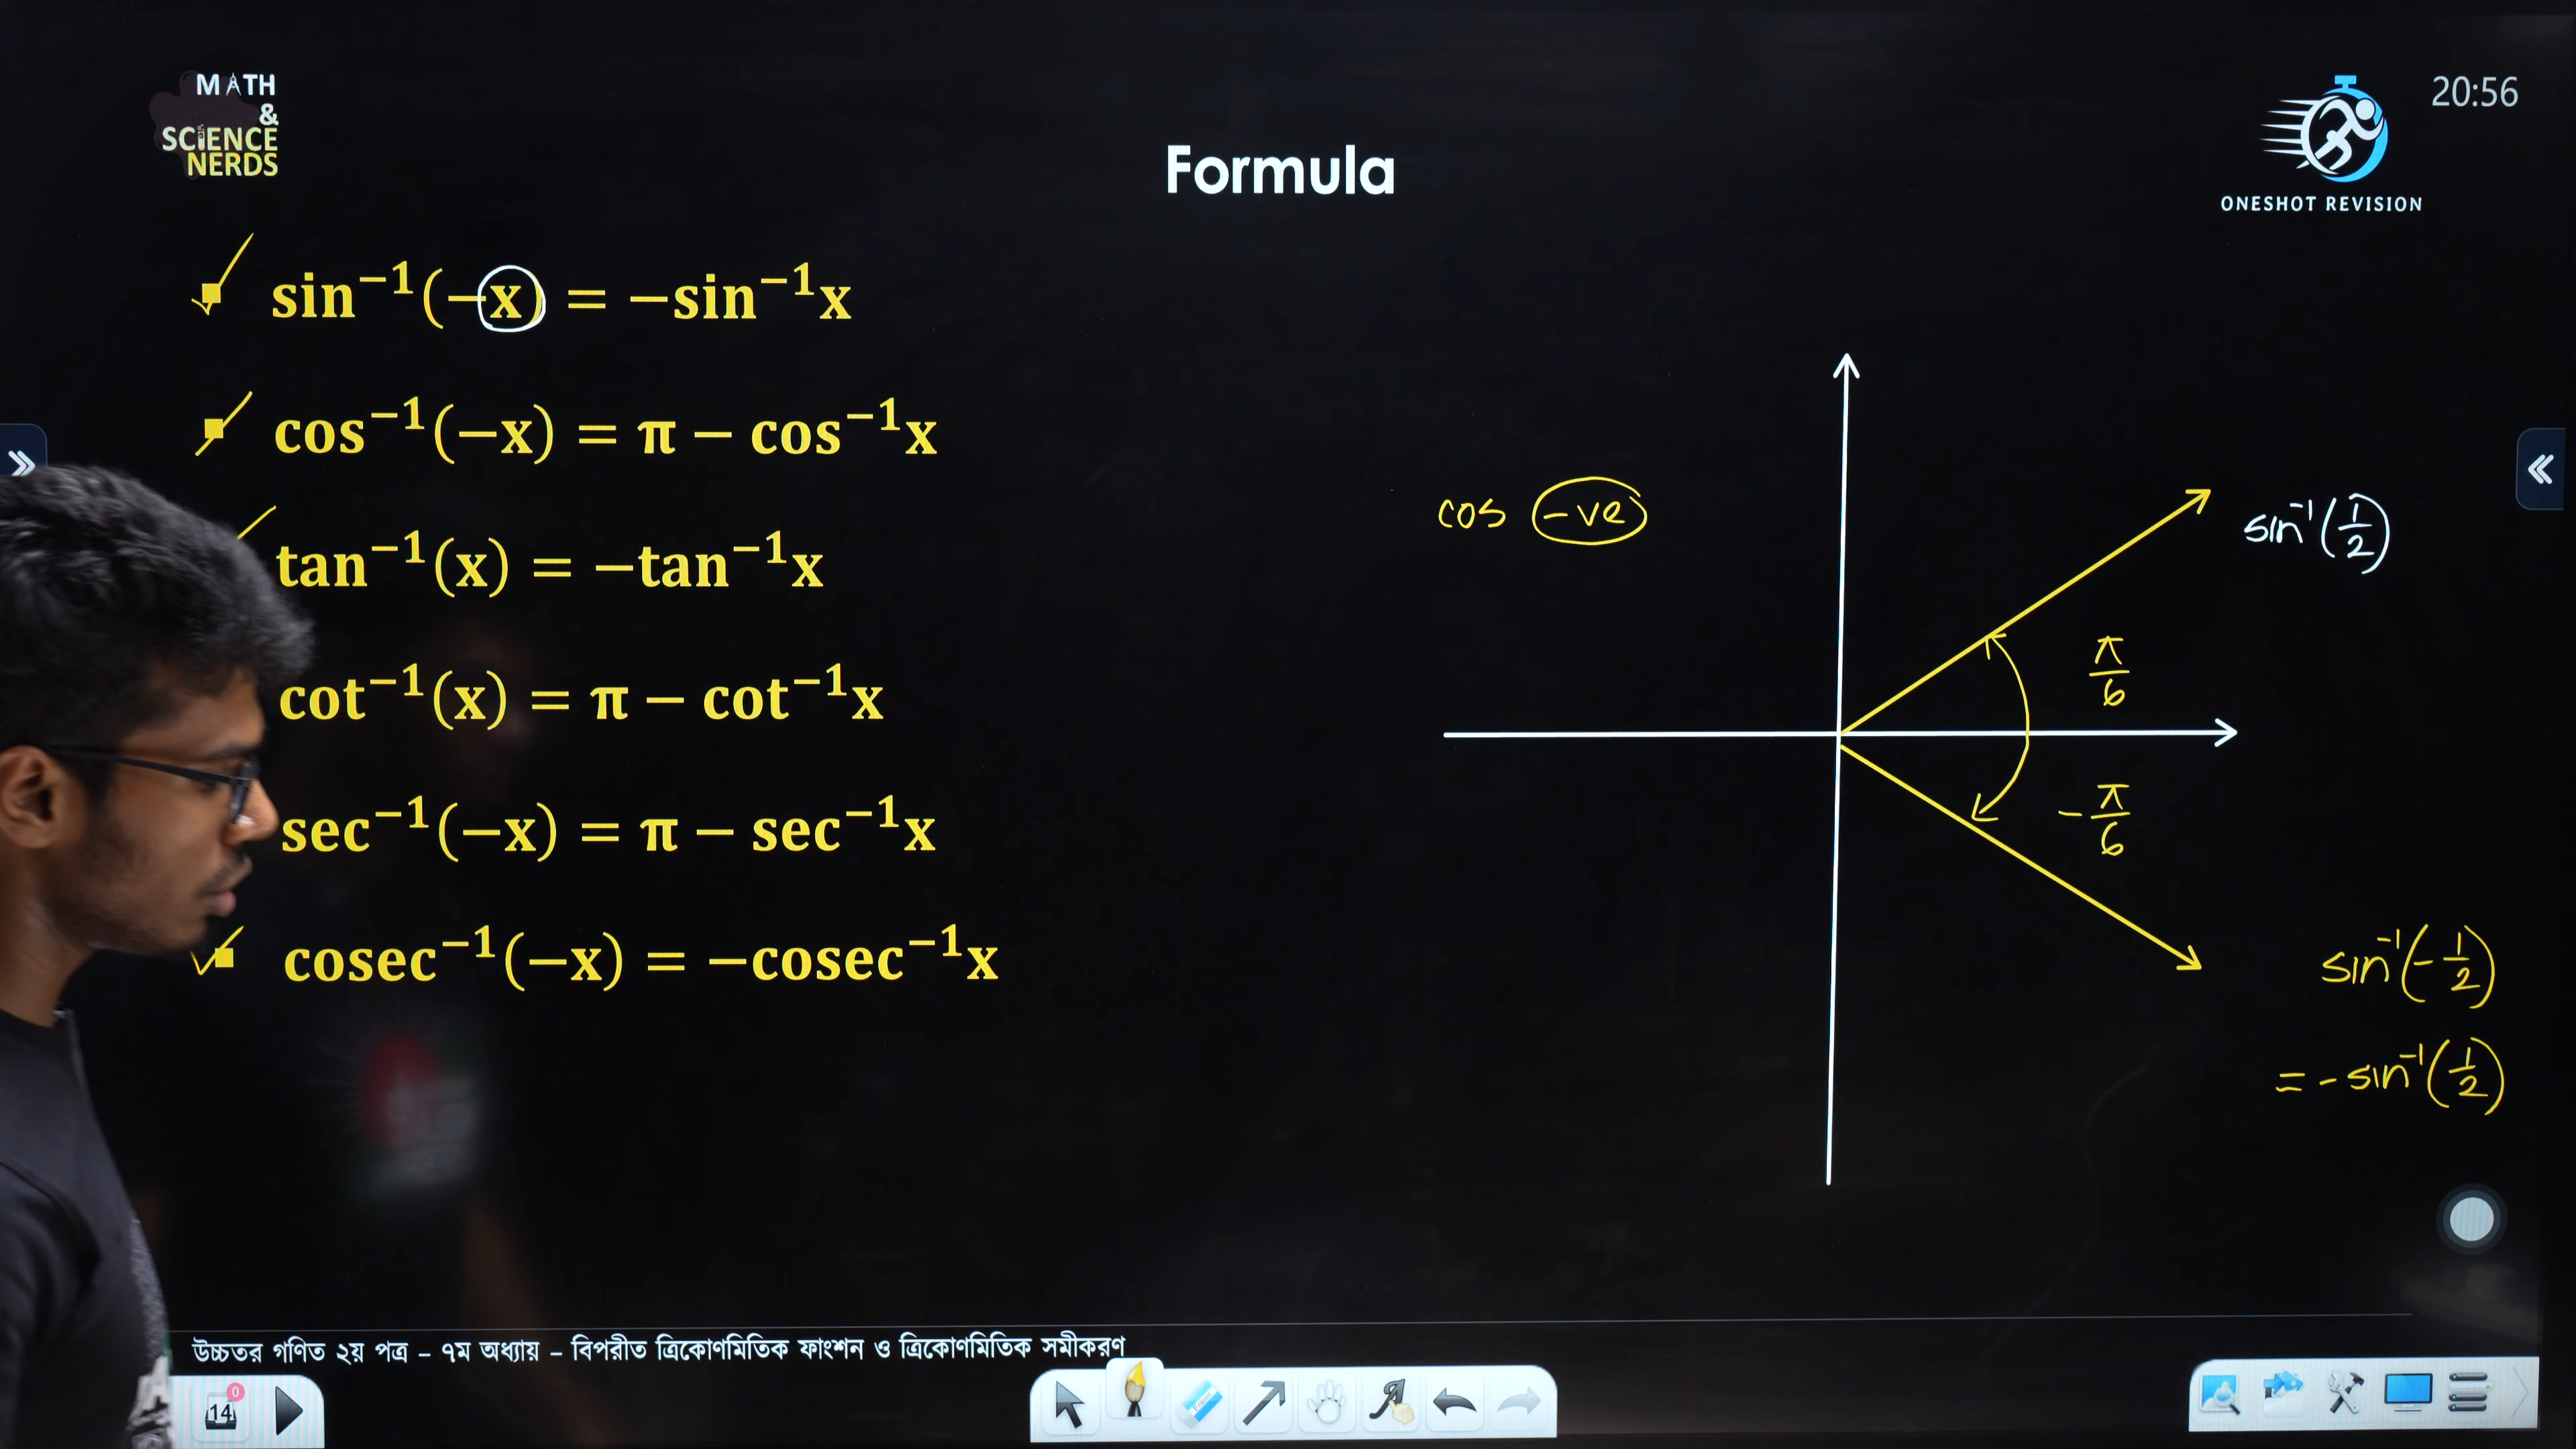 MATH
&
SCIENCE
NERDS
20:56
Formula
ONESHOT REVISION
sin⁻¹(−x) = −sin⁻¹x
cos⁻¹(−x) = π − cos⁻¹x
tan⁻¹(x) = −tan⁻¹x
cot⁻¹(x) = π − cot⁻¹x
sec⁻¹(−x) = π − sec⁻¹x
cosec⁻¹(−x) = −cosec⁻¹x
cos -ve
sin⁻¹(1/2)
π/6
-π/6
sin⁻¹(-1/2)
= - sin⁻¹(1/2)
উচ্চতর গণিত ২য় পত্র – ৭ম অধ্যায় – বিপরীত ত্রিকোণমিতিক ফাংশন ও ত্রিকোণমিতিক সমীকরণ
0
14